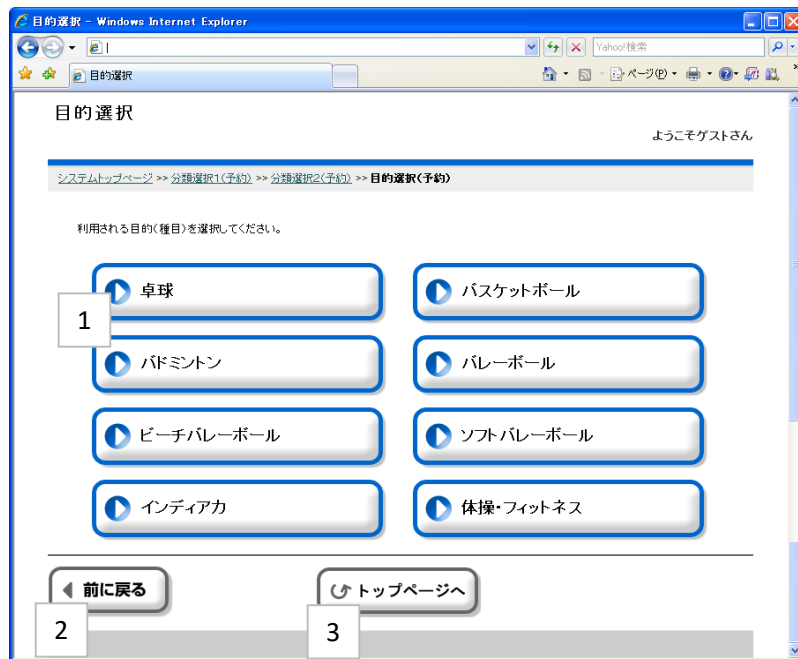 目的選択 - Windows Internet Explorer
Yahoo!検索
目的選択
ページ(P)
目的選択
ようこそゲストさん
システムトップページ >> 分類選択1(予約) >> 分類選択2(予約) >> 目的選択(予約)
利用される目的(種目)を選択してください。
卓球
バスケットボール
1
バドミントン
バレーボール
ビーチバレーボール
ソフトバレーボール
インディアカ
体操・フィットネス
前に戻る
トップページへ
2
3